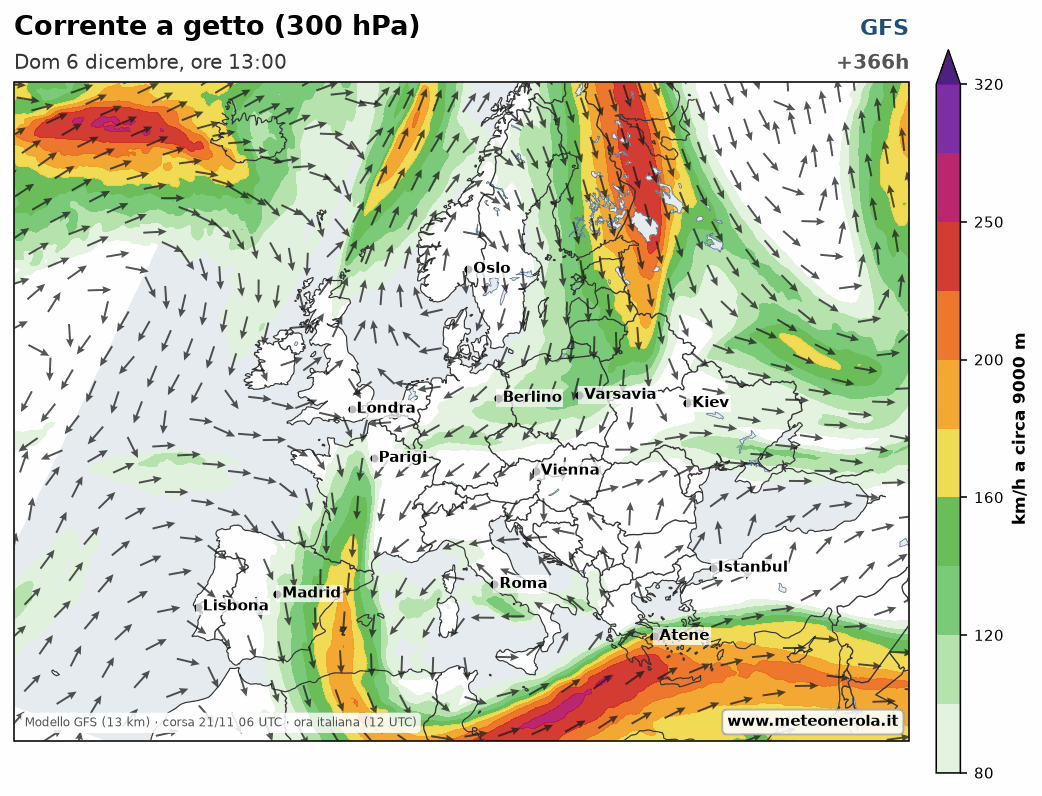 Corrente a getto (300 hPa)
GFS
Dom 6 dicembre, ore 13:00
+366h
320
250
200
160
120
80
km/h a circa 9000 m
Oslo
Berlino
Varsavia
Kiev
Londra
Parigi
Vienna
Istanbul
Roma
Madrid
Lisbona
Atene
Modello GFS (13 km) · corsa 21/11 06 UTC · ora italiana (12 UTC)
www.meteonerola.it